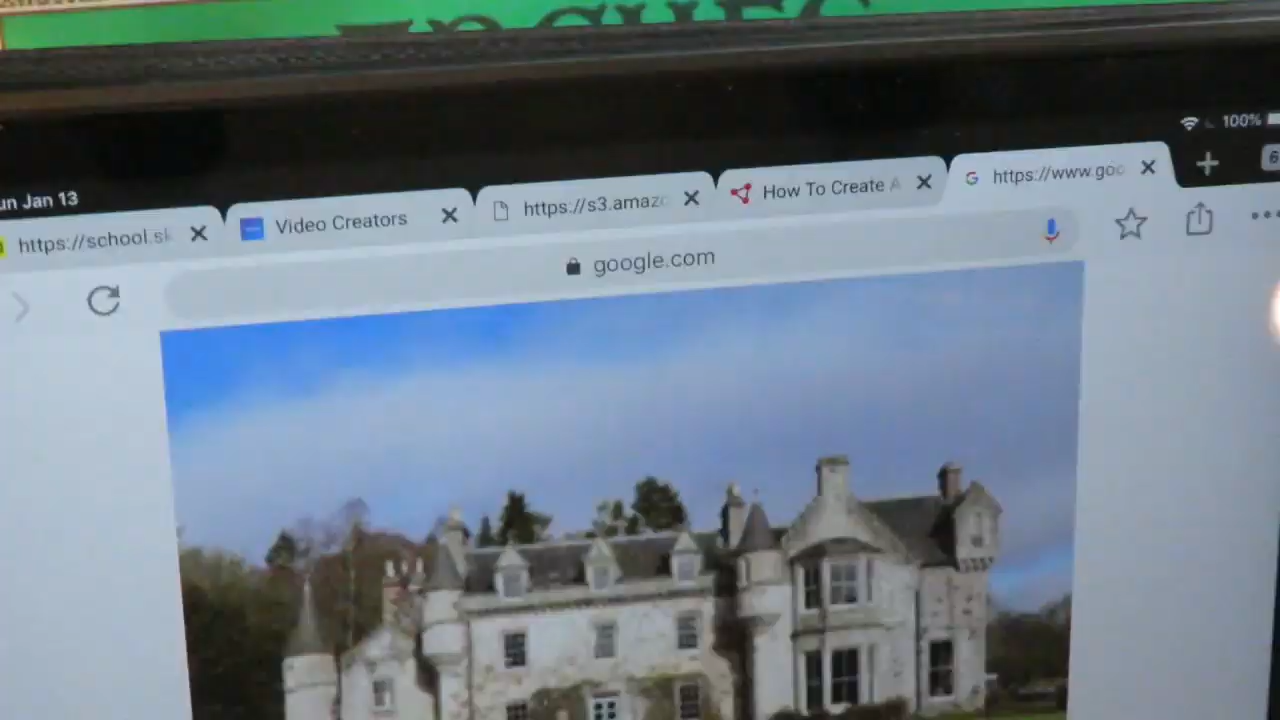 100%
un Jan 13
https://school.sk
Video Creators
https://s3.amazo
How To Create A
https://www.goo
6
google.com